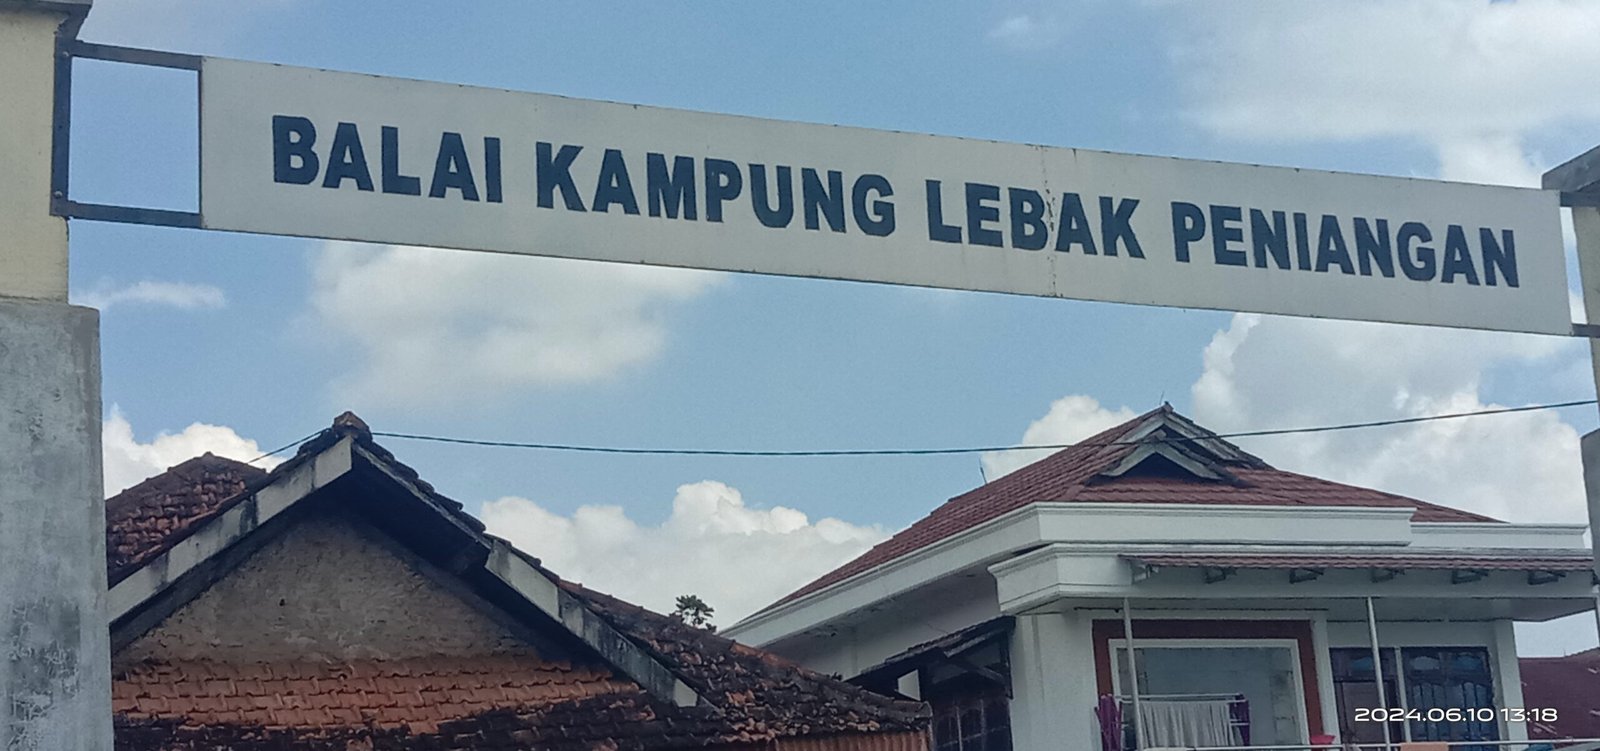 BALAI KAMPUNG LEBAK PENIANGAN
2024.06.10 13:18